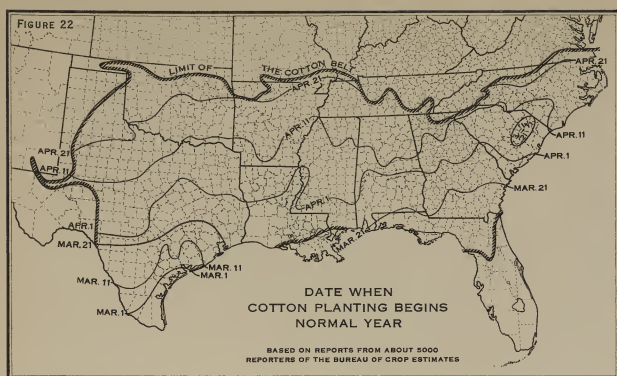 FIGURE 22
LIMIT OF THE COTTON BELT
APR. 21
APR. 21
APR. 11
APR. 11
APR. 1
APR. 21
APR. 11
MAR. 21
APR. 1
APR. 1
MAR. 21
MAR. 21
MAR. 11
MAR. 1
MAR. 11
MAR. 1
DATE WHEN
COTTON PLANTING BEGINS
NORMAL YEAR
BASED ON REPORTS FROM ABOUT 5000
REPORTERS OF THE BUREAU OF CROP ESTIMATES